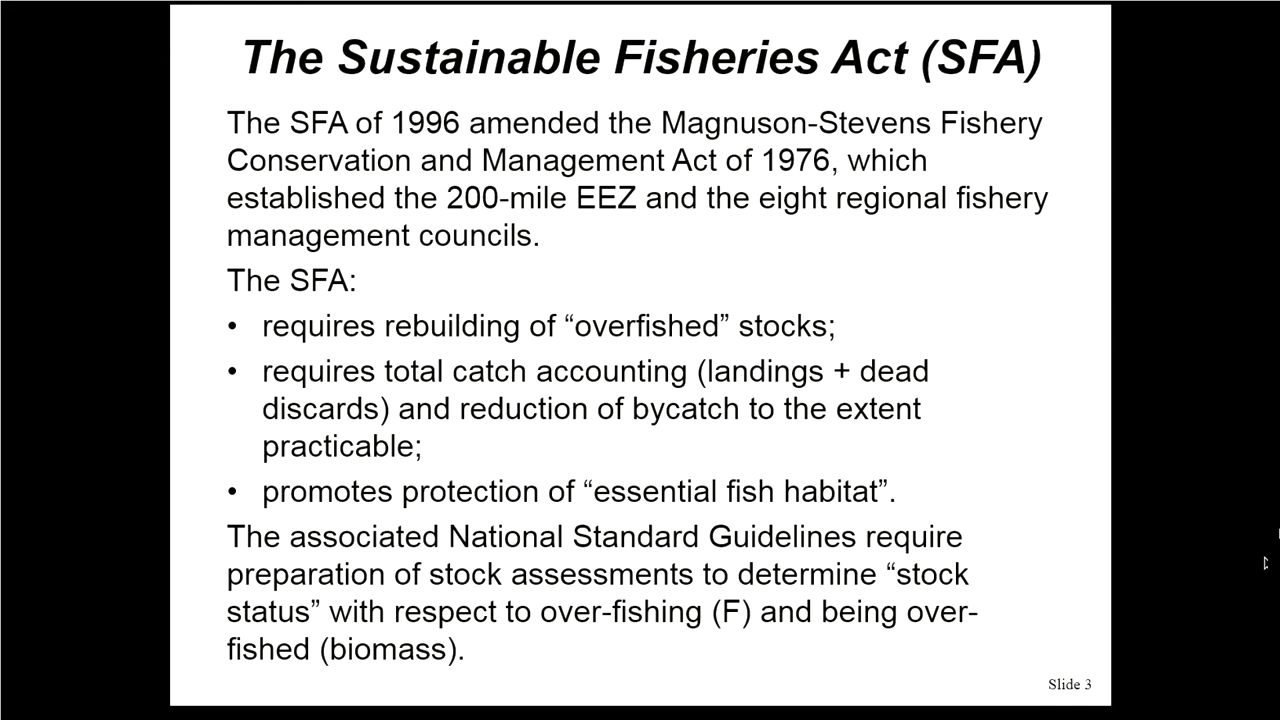 The Sustainable Fisheries Act (SFA)
The SFA of 1996 amended the Magnuson-Stevens Fishery
Conservation and Management Act of 1976, which
established the 200-mile EEZ and the eight regional fishery
management councils.
The SFA:
• requires rebuilding of “overfished” stocks;
• requires total catch accounting (landings + dead
discards) and reduction of bycatch to the extent
practicable;
• promotes protection of “essential fish habitat”.
The associated National Standard Guidelines require
preparation of stock assessments to determine “stock
status” with respect to over-fishing (F) and being over-
fished (biomass).
Slide 3